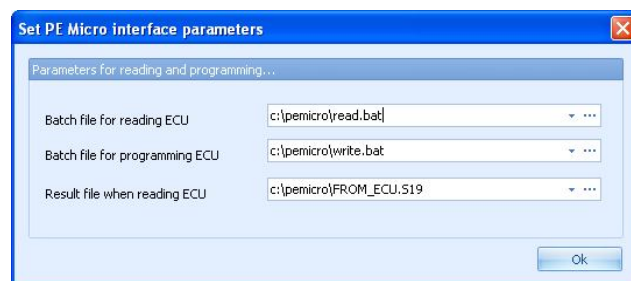 Set PE Micro interface parameters
Parameters for reading and programming...
Batch file for reading ECU c:\pemicro\read.bat
Batch file for programming ECU c:\pemicro\write.bat
Result file when reading ECU c:\pemicro\FROM_ECU.S19
Ok